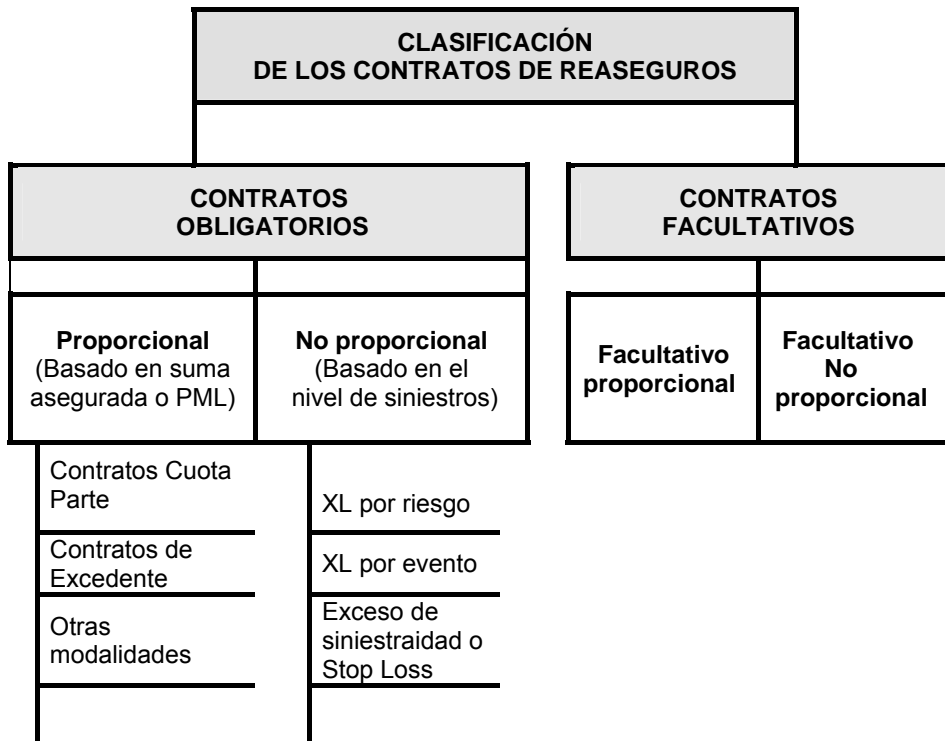 CLASIFICACIÓN
DE LOS CONTRATOS DE REASEGUROS
CONTRATOS
OBLIGATORIOS
CONTRATOS
FACULTATIVOS
Proporcional
(Basado en suma
asegurada o PML)
No proporcional
(Basado en el
nivel de siniestros)
Facultativo
proporcional
Facultativo
No
proporcional
Contratos Cuota
Parte
Contratos de
Excedente
Otras
modalidades
XL por riesgo
XL por evento
Exceso de
siniestraidad o
Stop Loss